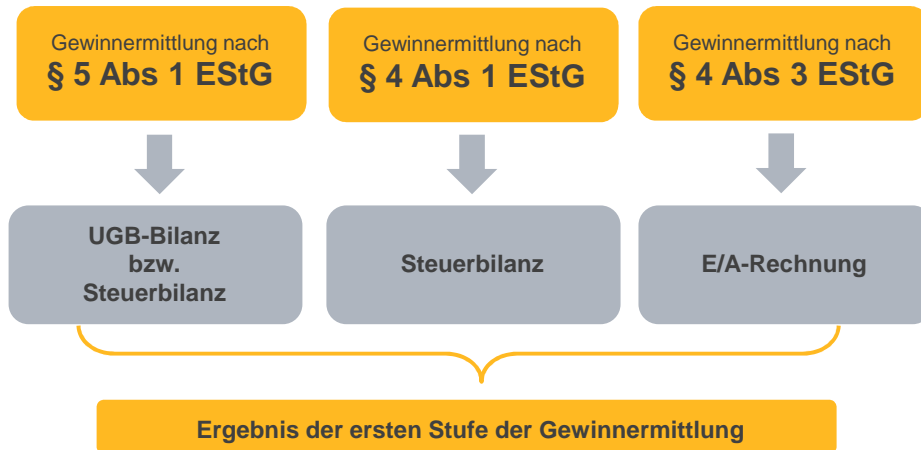 Gewinnermittlung nach
§ 5 Abs 1 EStG
Gewinnermittlung nach
§ 4 Abs 1 EStG
Gewinnermittlung nach
§ 4 Abs 3 EStG
UGB-Bilanz
bzw.
Steuerbilanz
Steuerbilanz
E/A-Rechnung
Ergebnis der ersten Stufe der Gewinnermittlung